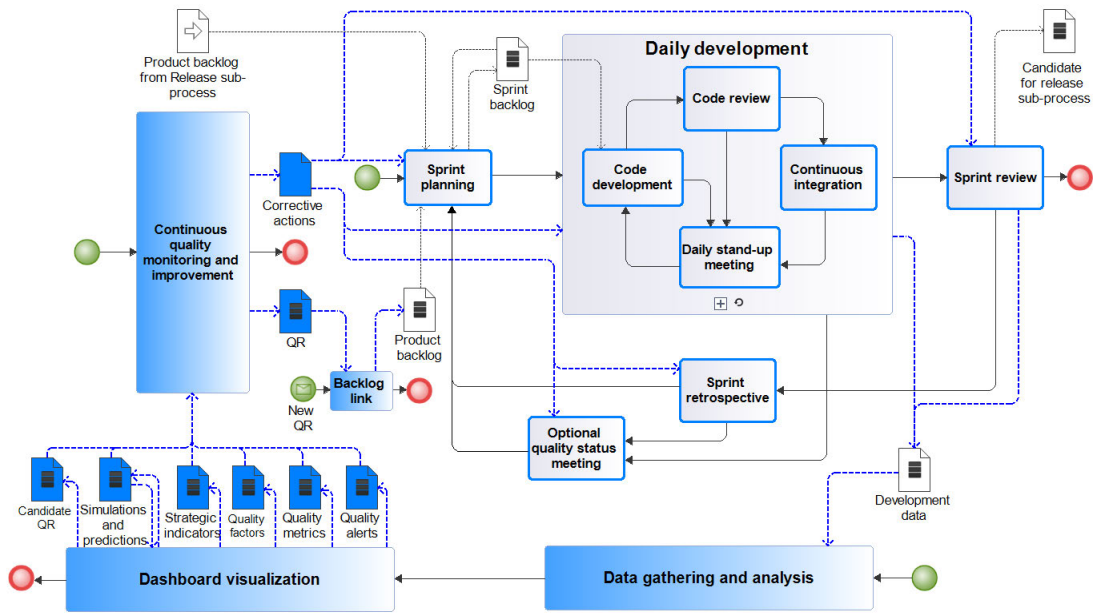 Product backlog
from Release sub-
process
Sprint
backlog
Daily development
Code review
Candidate
for release
sub-process
Sprint
planning
Code
development
Continuous
integration
Sprint review
Corrective
actions
Continuous
quality
monitoring and
improvement
Daily stand-up
meeting
QR
Product
backlog
Backlog
link
New
QR
Sprint
retrospective
Optional
quality status
meeting
Candidate
QR
Simulations
and
predictions
Strategic
indicators
Quality
factors
Quality
metrics
Quality
alerts
Development
data
Dashboard visualization
Data gathering and analysis